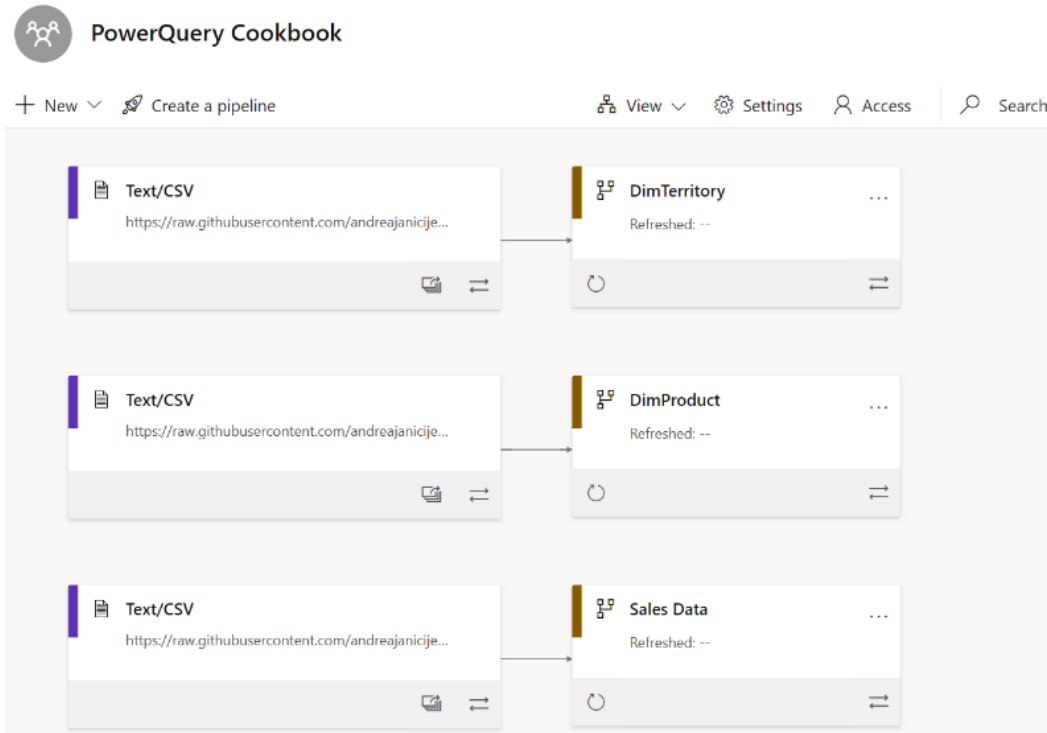 PowerQuery Cookbook
New Create a pipeline View Settings Access Search
Text/CSV
https://raw.githubusercontent.com/andreajanicije...
DimTerritory
Refreshed: --
Text/CSV
https://raw.githubusercontent.com/andreajanicije...
DimProduct
Refreshed: --
Text/CSV
https://raw.githubusercontent.com/andreajanicije...
Sales Data
Refreshed: --